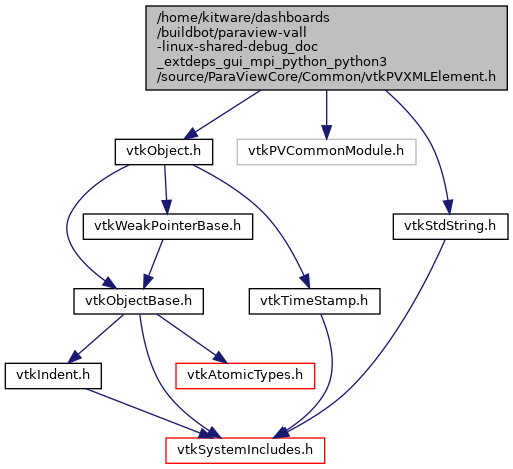 /home/kitware/dashboards
/buildbot/paraview-vall
-linux-shared-debug_doc
_extdeps_gui_mpi_python_python3
/source/ParaViewCore/Common/vtkPVXMLElement.h
vtkObject.h
vtkPVCommonModule.h
vtkWeakPointerBase.h
vtkStdString.h
vtkObjectBase.h
vtkTimeStamp.h
vtkIndent.h
vtkAtomicTypes.h
vtkSystemIncludes.h